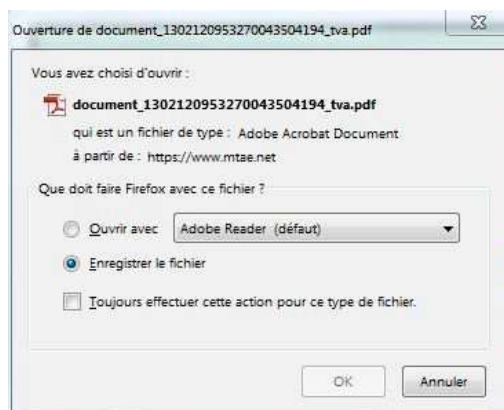 Ouverture de document_1302120953270043504194_tva.pdf
Vous avez choisi d'ouvrir :
document_1302120953270043504194_tva.pdf
qui est un fichier de type : Adobe Acrobat Document
à partir de : https://www.mtae.net
Que doit faire Firefox avec ce fichier ?
Ouvrir avec Adobe Reader (défaut)
Enregistrer le fichier
Toujours effectuer cette action pour ce type de fichier.
OK Annuler